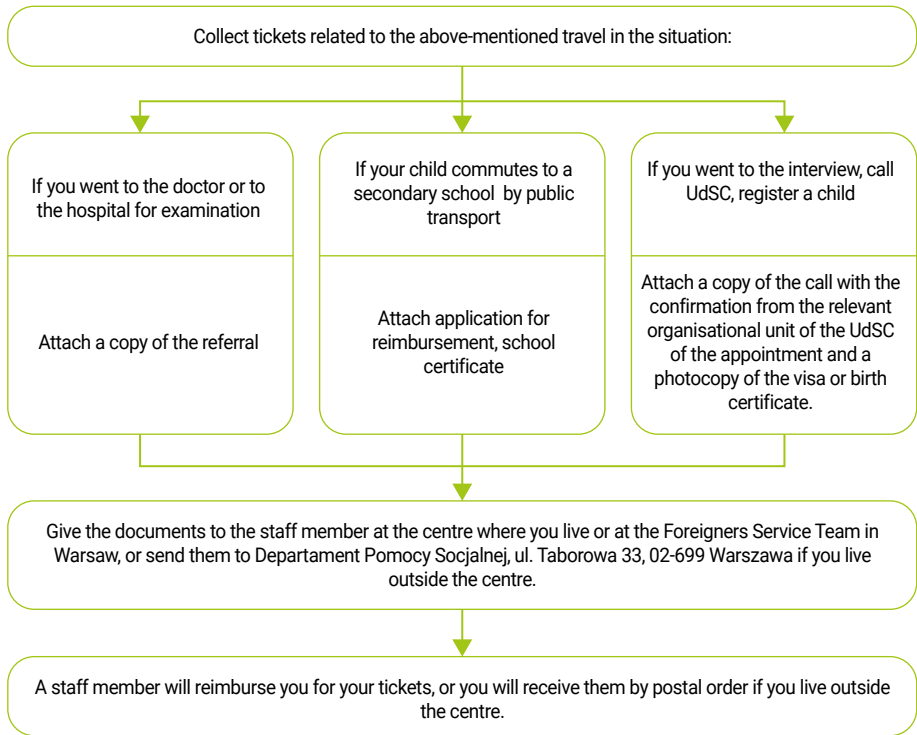 Collect tickets related to the above-mentioned travel in the situation:
If you went to the doctor or to
the hospital for examination
Attach a copy of the referral
If your child commutes to a
secondary school by public
transport
Attach application for
reimbursement, school
certificate
If you went to the interview, call
UdSC, register a child
Attach a copy of the call with the
confirmation from the relevant
organisational unit of the UdSC
of the appointment and a
photocopy of the visa or birth
certificate.
Give the documents to the staff member at the centre where you live or at the Foreigners Service Team in
Warsaw, or send them to Departament Pomocy Socjalnej, ul. Taborowa 33, 02-699 Warszawa if you live
outside the centre.
A staff member will reimburse you for your tickets, or you will receive them by postal order if you live outside
the centre.